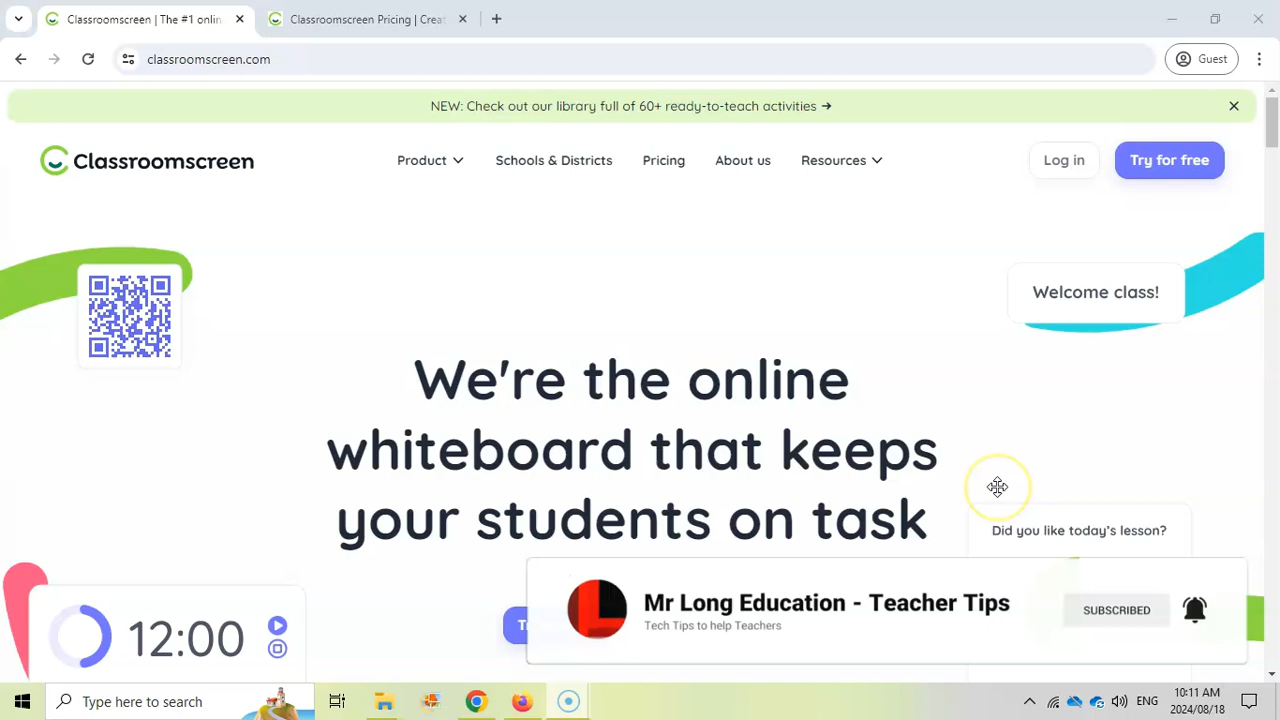 Classroomscreen | The #1 onlin
Classroomscreen Pricing | Creat
classroomscreen.com
Guest
NEW: Check out our library full of 60+ ready-to-teach activities →
Classroomscreen
Product
Schools & Districts
Pricing
About us
Resources
Log in
Try for free
Welcome class!
We're the online
whiteboard that keeps
your students on task
Did you like today's lesson?
12:00
Mr Long Education - Teacher Tips
Tech Tips to help Teachers
SUBSCRIBED
Type here to search
ENG
10:11 AM
2024/08/18